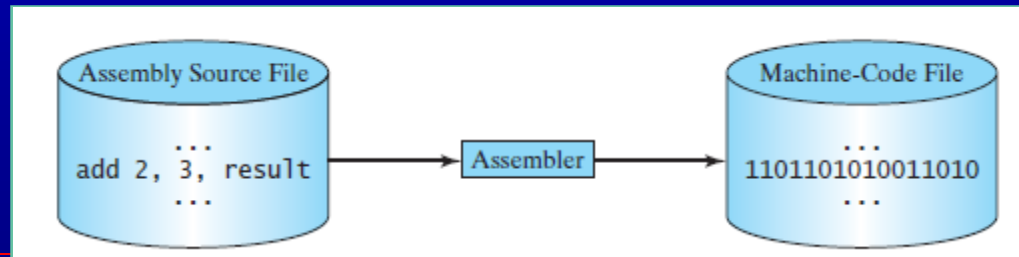 Assembly Source File
...
add 2, 3, result
...
Assembler
Machine-Code File
...
1101101010011010
...